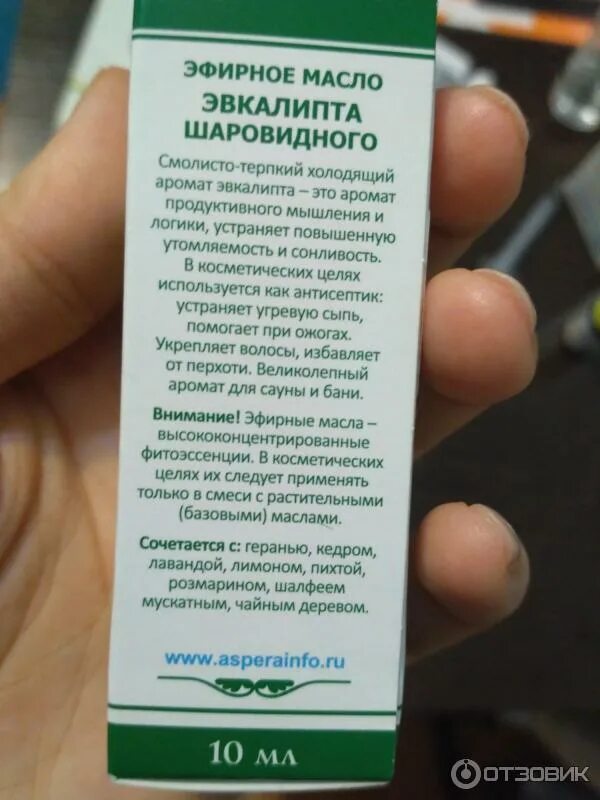 ЭФИРНОЕ МАСЛО
ЭВКАЛИПТА
ШАРОВИДНОГО
Смолисто-терпкий холодящий
аромат эвкалипта – это аромат
продуктивного мышления и
логики, устраняет повышенную
утомляемость и сонливость.
В косметических целях
используется как антисептик:
устраняет угревую сыпь,
помогает при ожогах.
Укрепляет волосы, избавляет
от перхоти. Великолепный
аромат для сауны и бани.
Внимание! Эфирные масла –
высококонцентрированные
фитоэссенции. В косметических
целях их следует применять
только в смеси с растительными
(базовыми) маслами.
Сочетается с: геранью, кедром,
лавандой, лимоном, пихтой,
розмарином, шалфеем
мускатным, чайным деревом.
www.asperainfo.ru
10 мл
ОТЗОВИК